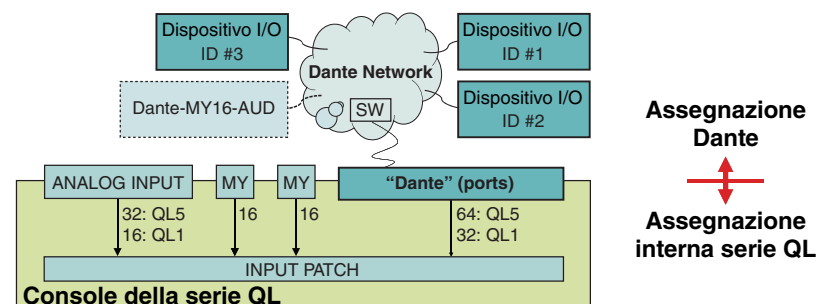 Dispositivo I/O
ID #3
Dispositivo I/O
ID #1
Dante Network
Dante-MY16-AUD
SW
Dispositivo I/O
ID #2
Assegnazione
Dante
ANALOG INPUT
MY
MY
“Dante” (ports)
32: QL5
16: QL1
16
16
64: QL5
32: QL1
Assegnazione
interna serie QL
INPUT PATCH
Console della serie QL